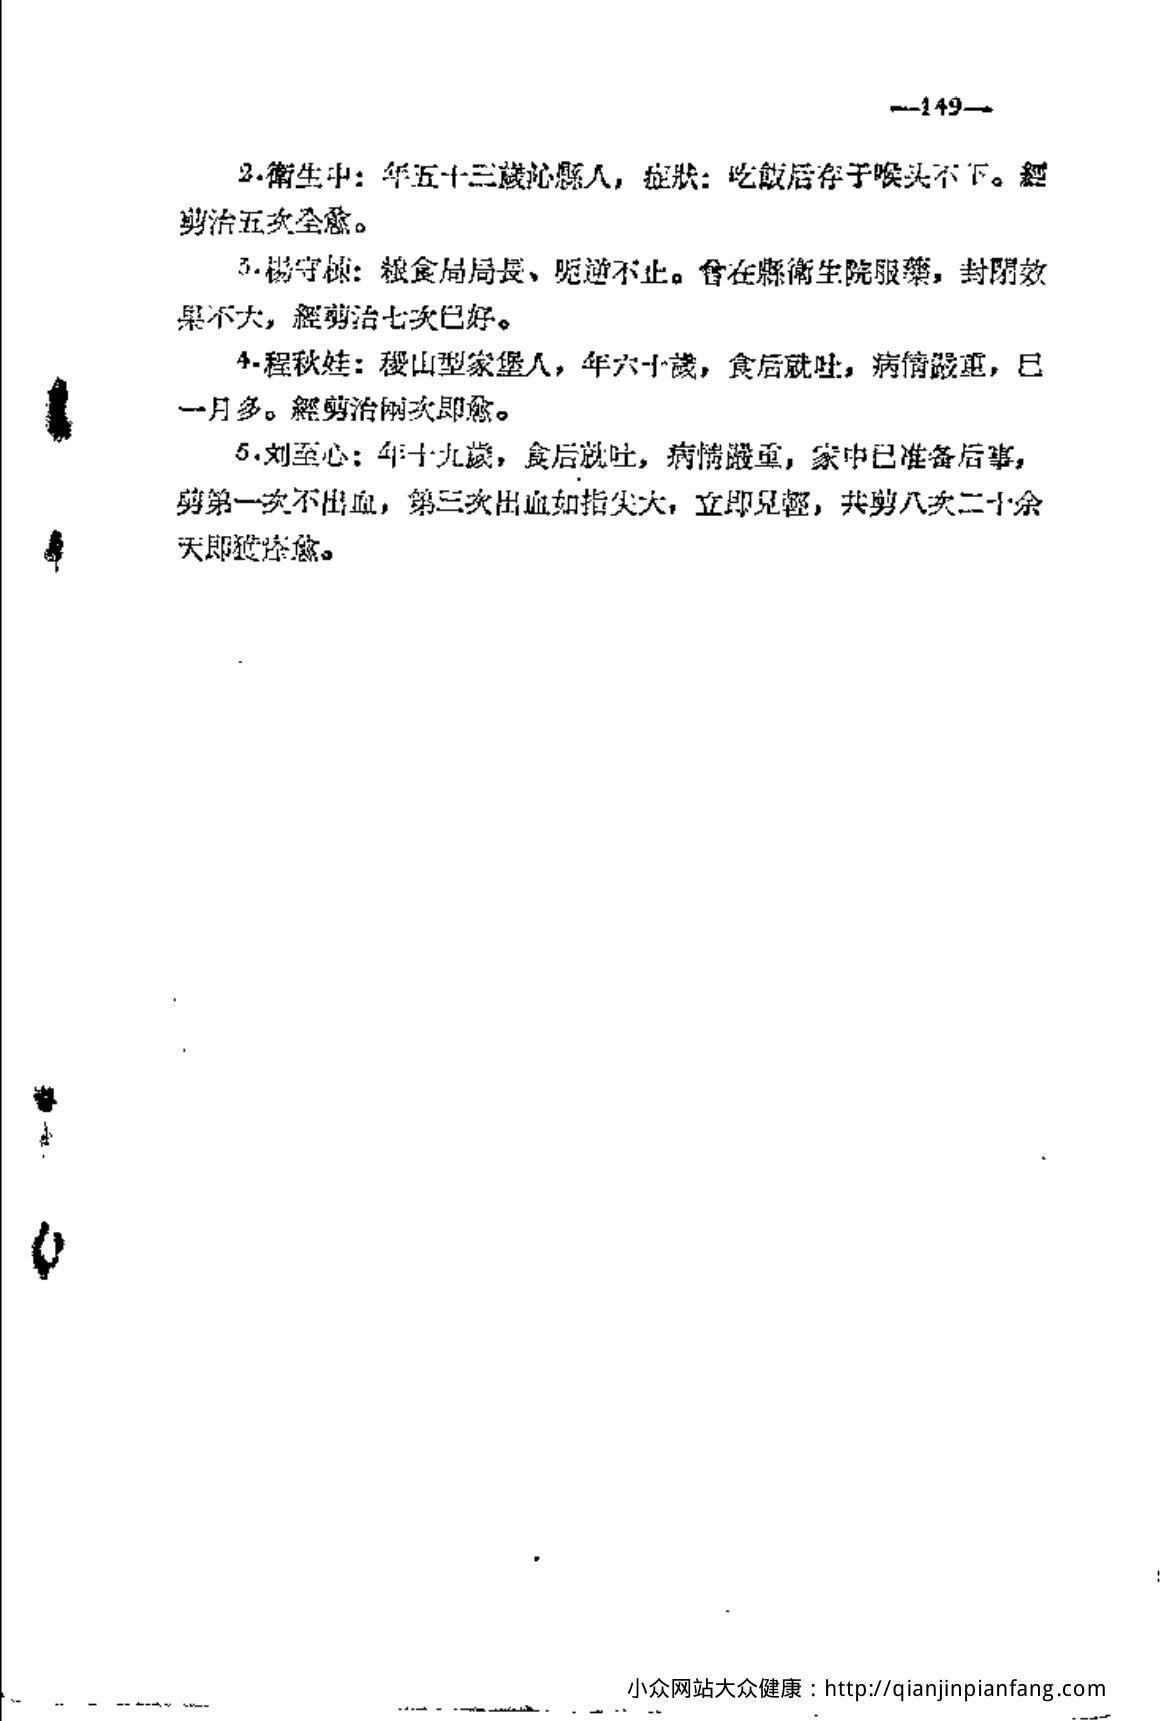 —149—
2.衞生中：年五十三歲沁縣人，症狀：吃飯后存于喉头不下。經
剪治五次全愈。
3.楊守棟：粮食局局長、呃逆不止。曾在縣衞生院服藥，封閉效
果不大，經剪治七次已好。
4.程秋娃：稷山型家堡人，年六十歲，食后就吐，病情嚴重，已
一月多。經剪治兩次即愈。
5.刘至心：年十九歲，食后就吐，病情嚴重，家中已准备后事，
剪第一次不出血，第三次出血如指尖大，立即見輕，共剪八次二十余
天即獲痊愈。
小众网站大众健康：http://qianjinpianfang.com